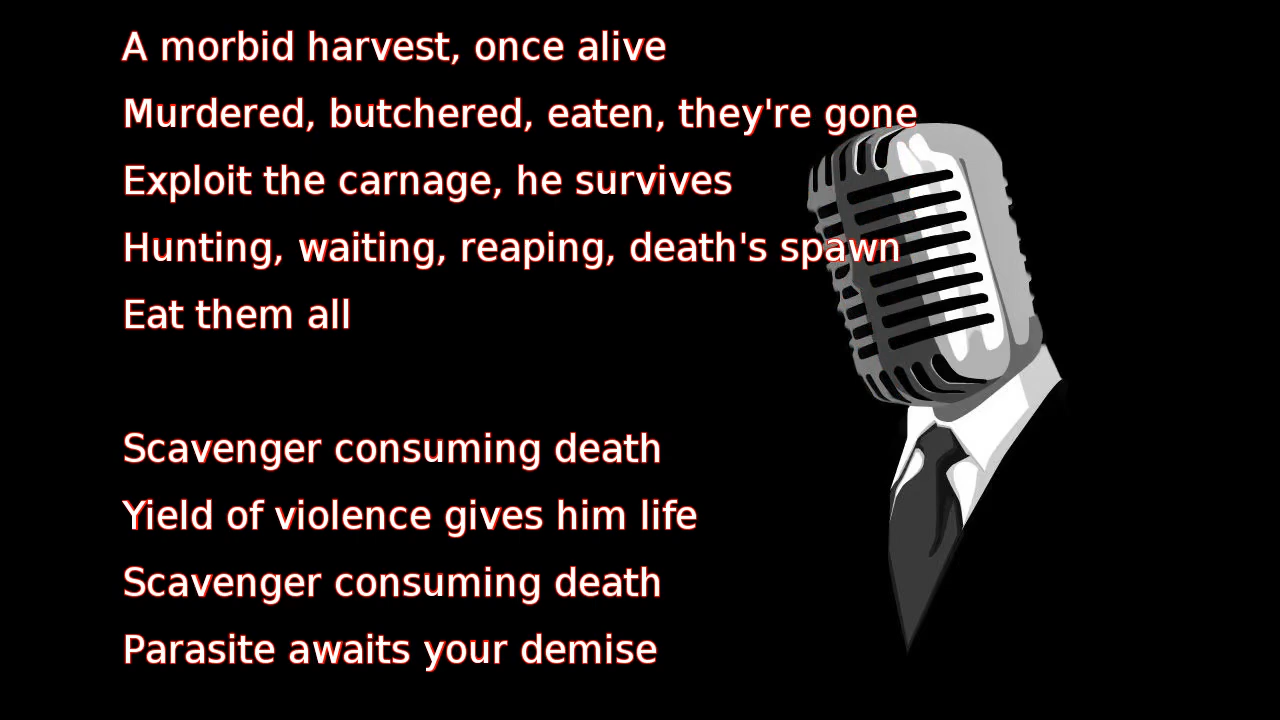 A morbid harvest, once alive
Murdered, butchered, eaten, they're gone
Exploit the carnage, he survives
Hunting, waiting, reaping, death's spawn
Eat them all
Scavenger consuming death
Yield of violence gives him life
Scavenger consuming death
Parasite awaits your demise